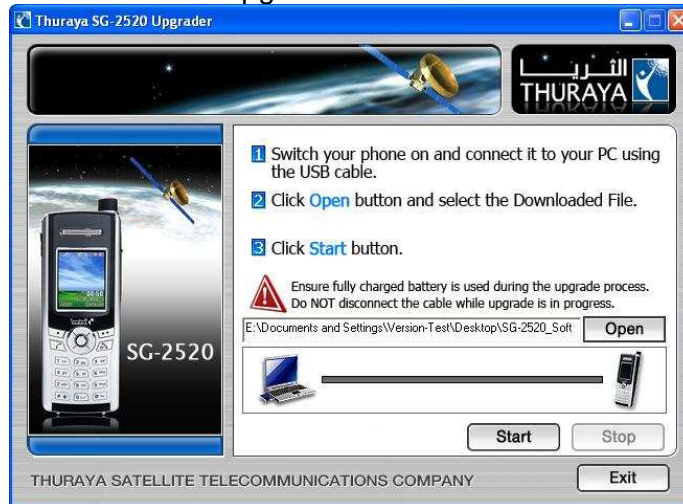 Thuraya SG-2520 Upgrader
الثريا
THURAYA
1 Switch your phone on and connect it to your PC using
the USB cable.
2 Click Open button and select the Downloaded File.
3 Click Start button.
Ensure fully charged battery is used during the upgrade process.
Do NOT disconnect the cable while upgrade is in progress.
E:\Documents and Settings\Version-Test\Desktop\SG-2520_Soft
Open
SG-2520
Start
Stop
THURAYA SATELLITE TELECOMMUNICATIONS COMPANY
Exit